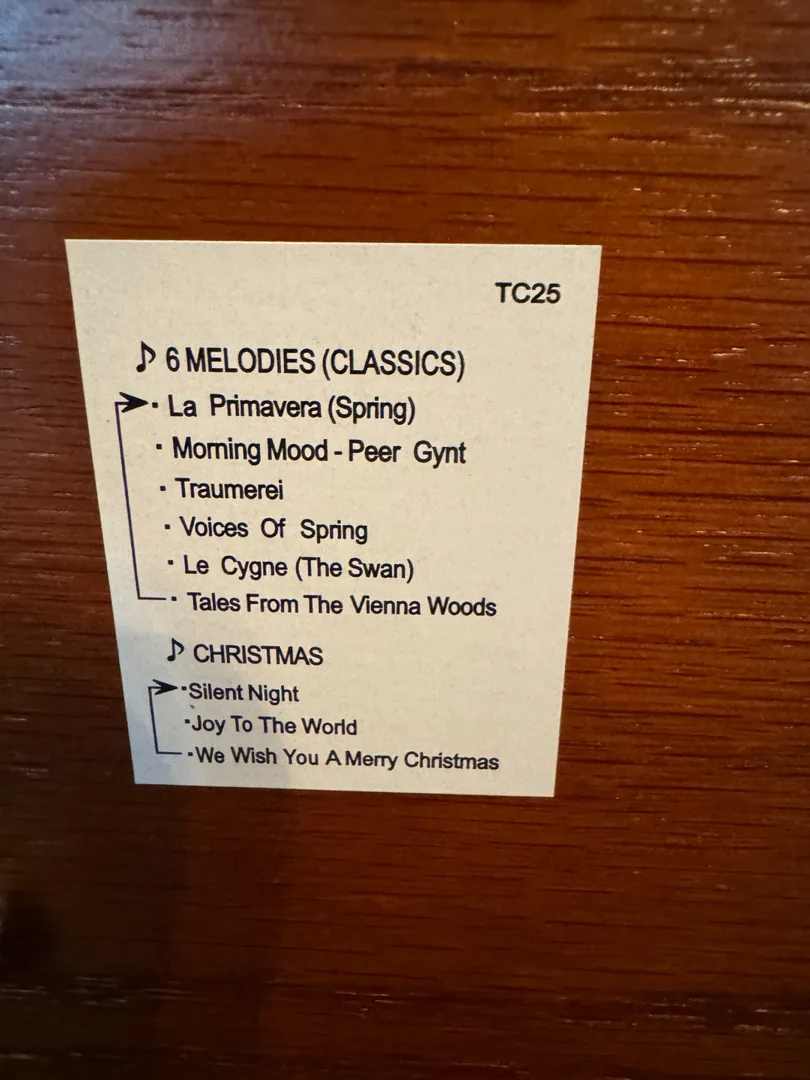 TC25
♪ 6 MELODIES (CLASSICS)
· La Primavera (Spring)
· Morning Mood - Peer Gynt
· Traumerei
· Voices Of Spring
· Le Cygne (The Swan)
· Tales From The Vienna Woods
♪ CHRISTMAS
· Silent Night
· Joy To The World
· We Wish You A Merry Christmas